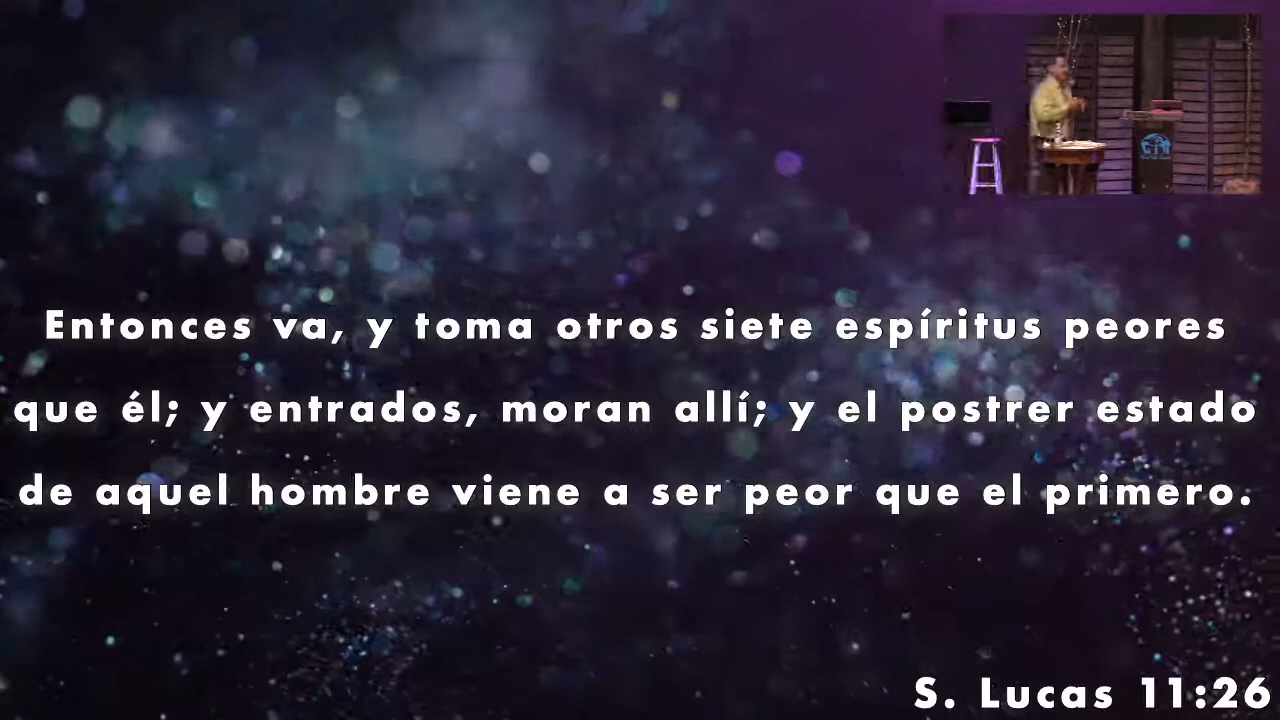 Entonces va, y toma otros siete espíritus peores
que él; y entrados, moran allí; y el postrer estado
de aquel hombre viene a ser peor que el primero.
S. Lucas 11:26